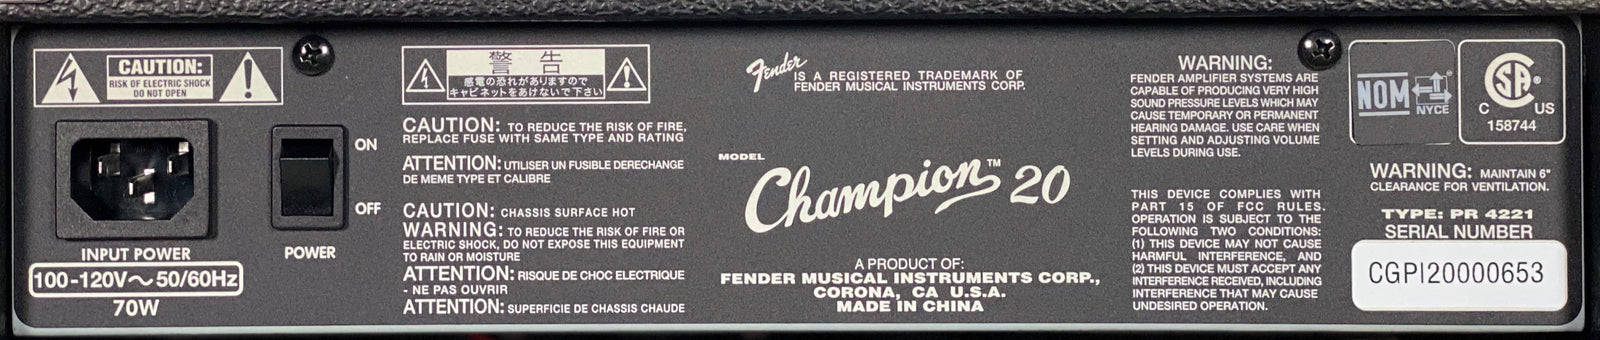 CAUTION:
RISK OF ELECTRIC SHOCK
DO NOT OPEN
INPUT POWER
100-120V～50/60Hz
70W
ON
OFF
POWER
警 告
感電の恐れがありますので
キャビネットをあけないで下さい
CAUTION: TO REDUCE THE RISK OF FIRE,
REPLACE FUSE WITH SAME TYPE AND RATING
ATTENTION: UTILISER UN FUSIBLE DERECHANGE
DE MEME TYPE ET CALIBRE
CAUTION: CHASSIS SURFACE HOT
WARNING: TO REDUCE THE RISK OF FIRE OR
ELECTRIC SHOCK, DO NOT EXPOSE THIS EQUIPMENT
TO RAIN OR MOISTURE
ATTENTION: RISQUE DE CHOC ELECTRIQUE
- NE PAS OUVRIR
ATTENTION: SUPERFICIE DE CHASSIS CHAUDE
Fender IS A REGISTERED TRADEMARK OF
FENDER MUSICAL INSTRUMENTS CORP.
MODEL
Champion™ 20
A PRODUCT OF:
FENDER MUSICAL INSTRUMENTS CORP.,
CORONA, CA U.S.A.
MADE IN CHINA
WARNING:
FENDER AMPLIFIER SYSTEMS ARE
CAPABLE OF PRODUCING VERY HIGH
SOUND PRESSURE LEVELS WHICH MAY
CAUSE TEMPORARY OR PERMANENT
HEARING DAMAGE. USE CARE WHEN
SETTING AND ADJUSTING VOLUME
LEVELS DURING USE.
THIS DEVICE COMPLIES WITH
PART 15 OF FCC RULES.
OPERATION IS SUBJECT TO THE
FOLLOWING TWO CONDITIONS:
(1) THIS DEVICE MAY NOT CAUSE
HARMFUL INTERFERENCE, AND
(2) THIS DEVICE MUST ACCEPT ANY
INTERFERENCE RECEIVED, INCLUDING
INTERFERENCE THAT MAY CAUSE
UNDESIRED OPERATION.
NOM
NYCE
SA®
C US
158744
WARNING: MAINTAIN 6"
CLEARANCE FOR VENTILATION.
TYPE: PR 4221
SERIAL NUMBER
CGPI20000653